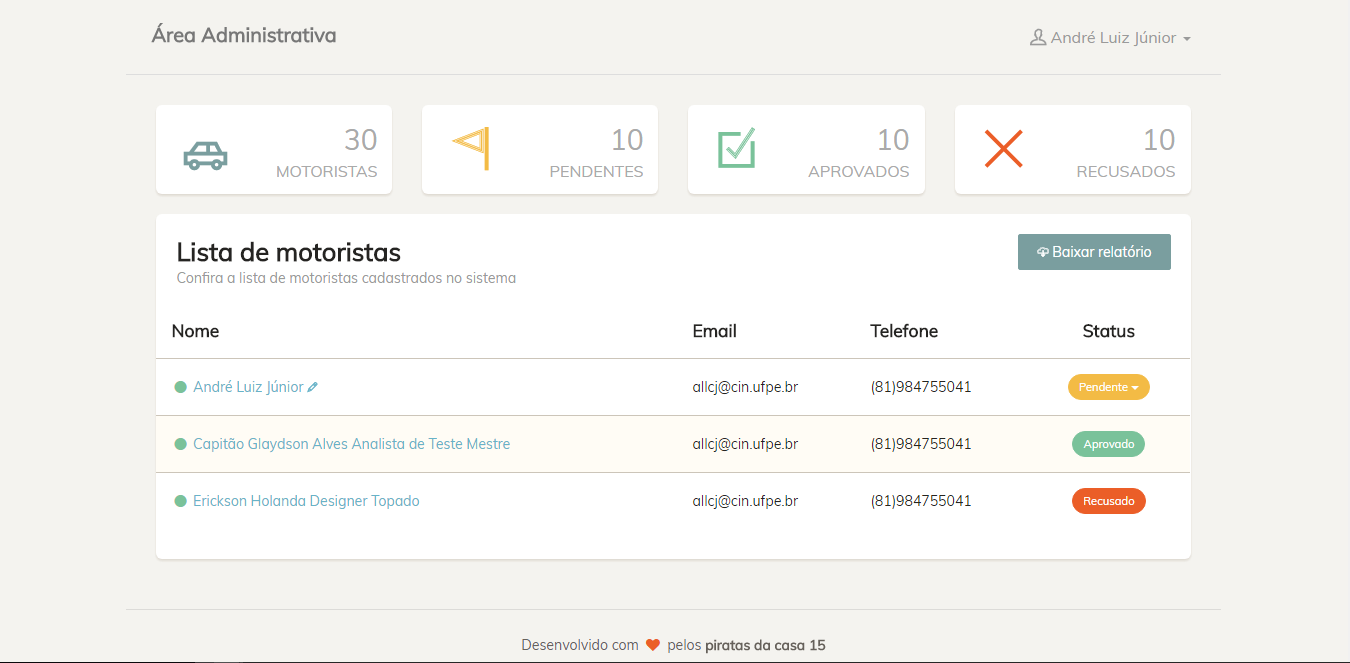 Área Administrativa
André Luiz Júnior
30
MOTORISTAS
10
PENDENTES
10
APROVADOS
10
RECUSADOS
Lista de motoristas
Confira a lista de motoristas cadastrados no sistema
Baixar relatório
Nome Email Telefone Status
André Luiz Júnior allcj@cin.ufpe.br (81)984755041 Pendente
Capitão Glaydson Alves Analista de Teste Mestre allcj@cin.ufpe.br (81)984755041 Aprovado
Erickson Holanda Designer Topado allcj@cin.ufpe.br (81)984755041 Recusado
Desenvolvido com pelos piratas da casa 15